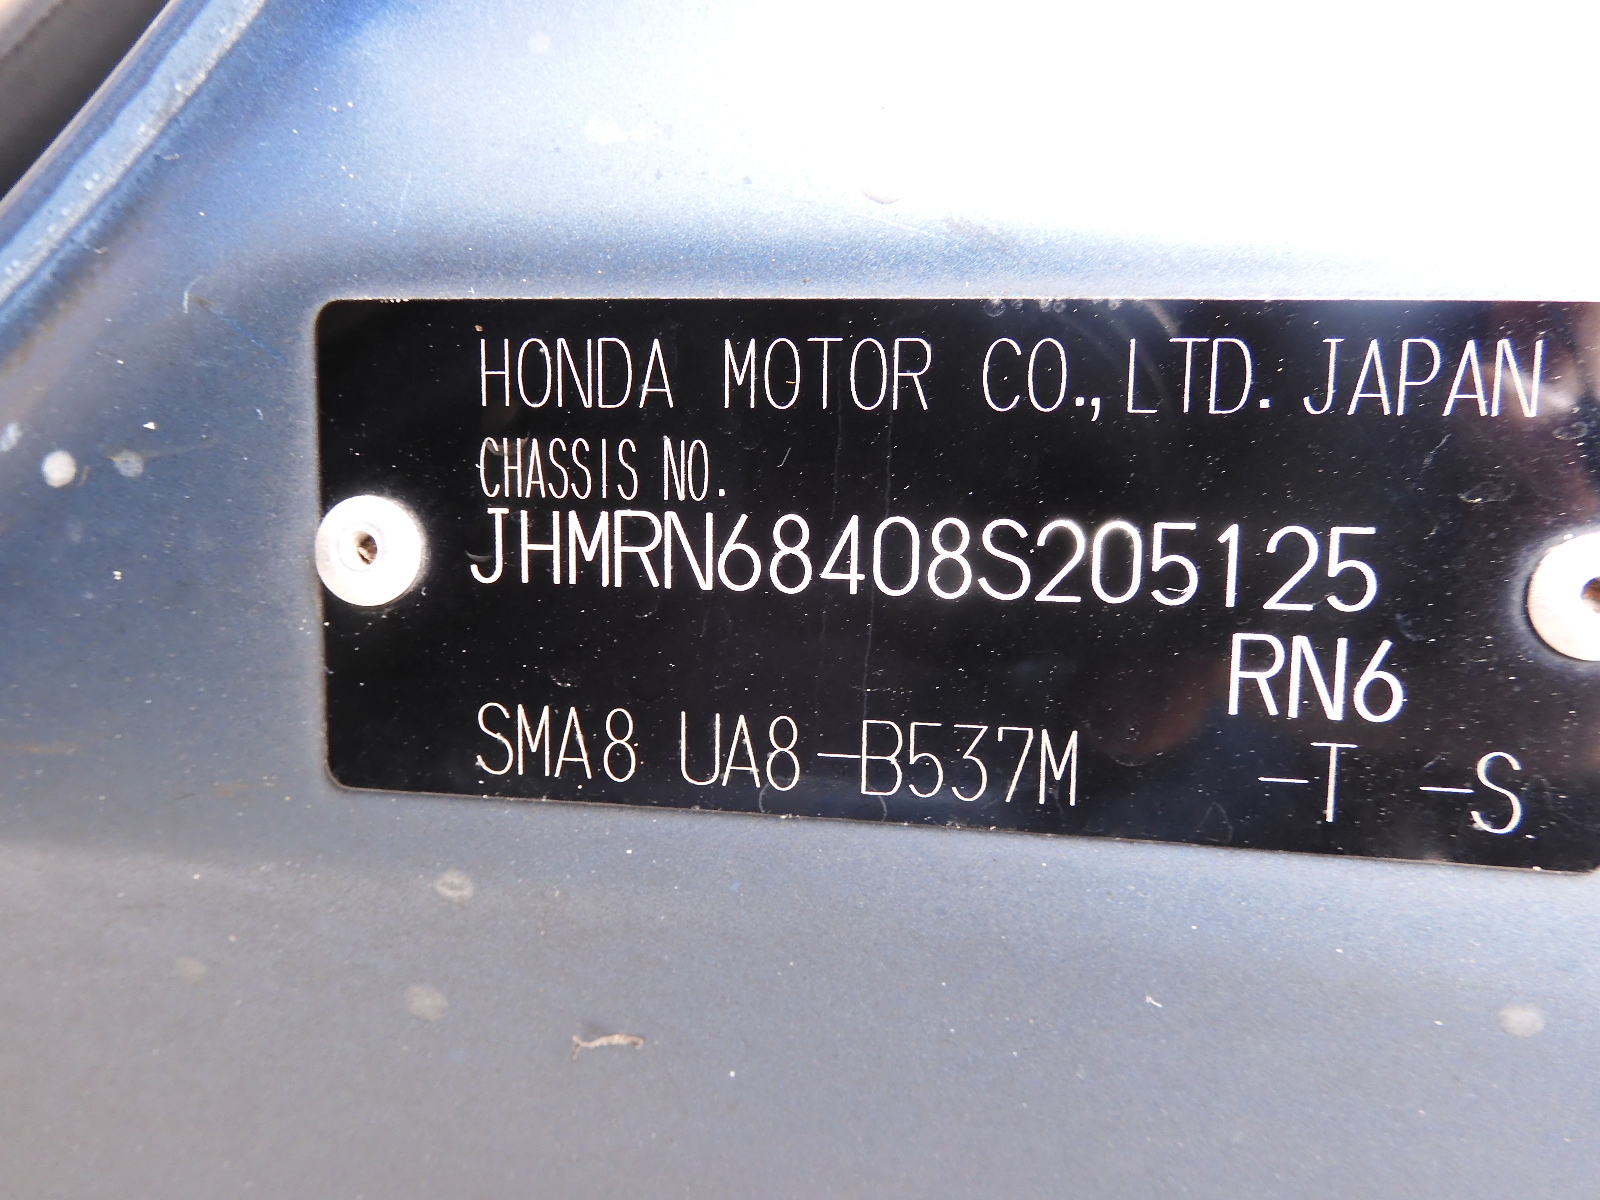 HONDA MOTOR CO., LTD. JAPAN
CHASSIS NO.
JHMRN68408S205125
RN6
SMA8 UA8-B537M -T -S